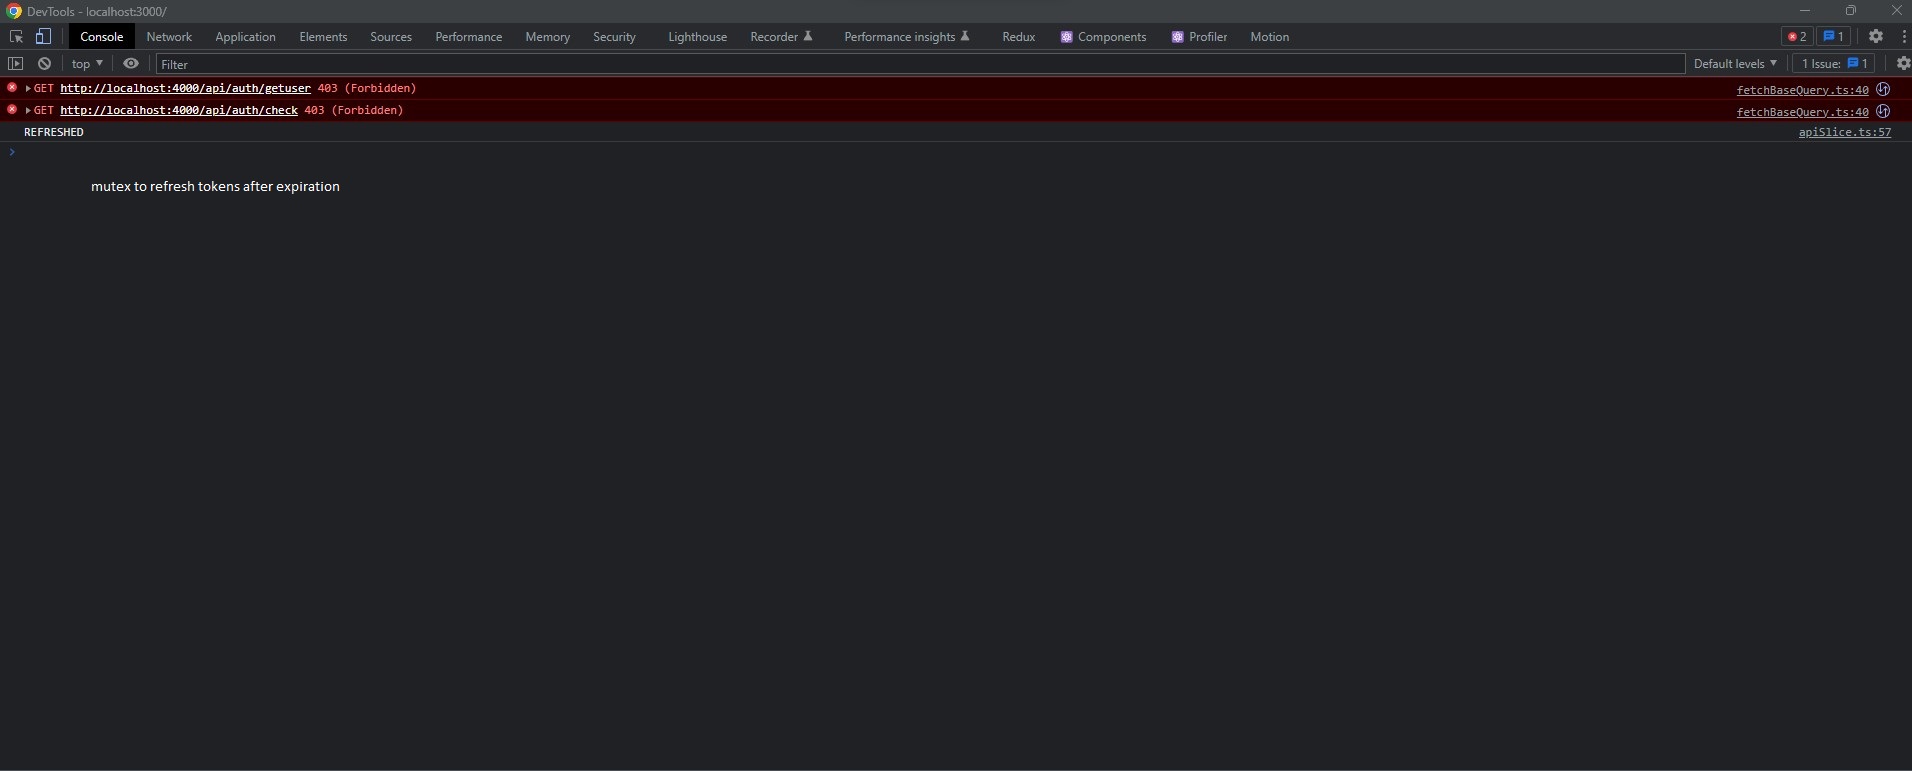 DevTools - localhost:3000/
Console Network Application Elements Sources Performance Memory Security Lighthouse Recorder Performance insights Redux Components Profiler Motion 2 1
top Filter Default levels 1 Issue: 1
GET http://localhost:4000/api/auth/getuser 403 (Forbidden) fetchBaseQuery.ts:40
GET http://localhost:4000/api/auth/check 403 (Forbidden) fetchBaseQuery.ts:40
REFRESHED apiSlice.ts:57
mutex to refresh tokens after expiration